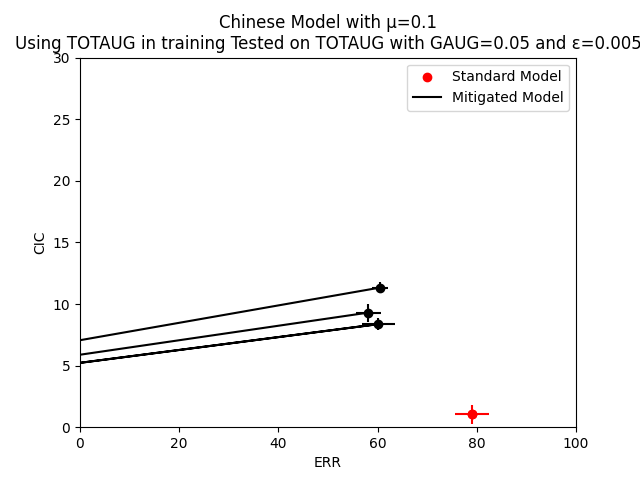 Chinese Model with μ=0.1
Using TOTAUG in training Tested on TOTAUG with GAUG=0.05 and ε=0.005
30
25
20
15
10
5
0
CIC
Standard Model
Mitigated Model
0 20 40 60 80 100
ERR